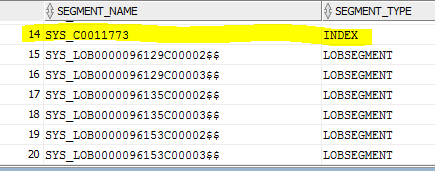 SEGMENT_NAME SEGMENT_TYPE
14 SYS_C0011773 INDEX
15 SYS_LOB0000096129C00002$$ LOBSEGMENT
16 SYS_LOB0000096129C00003$$ LOBSEGMENT
17 SYS_LOB0000096135C00002$$ LOBSEGMENT
18 SYS_LOB0000096135C00003$$ LOBSEGMENT
19 SYS_LOB0000096153C00002$$ LOBSEGMENT
20 SYS_LOB0000096153C00003$$ LOBSEGMENT